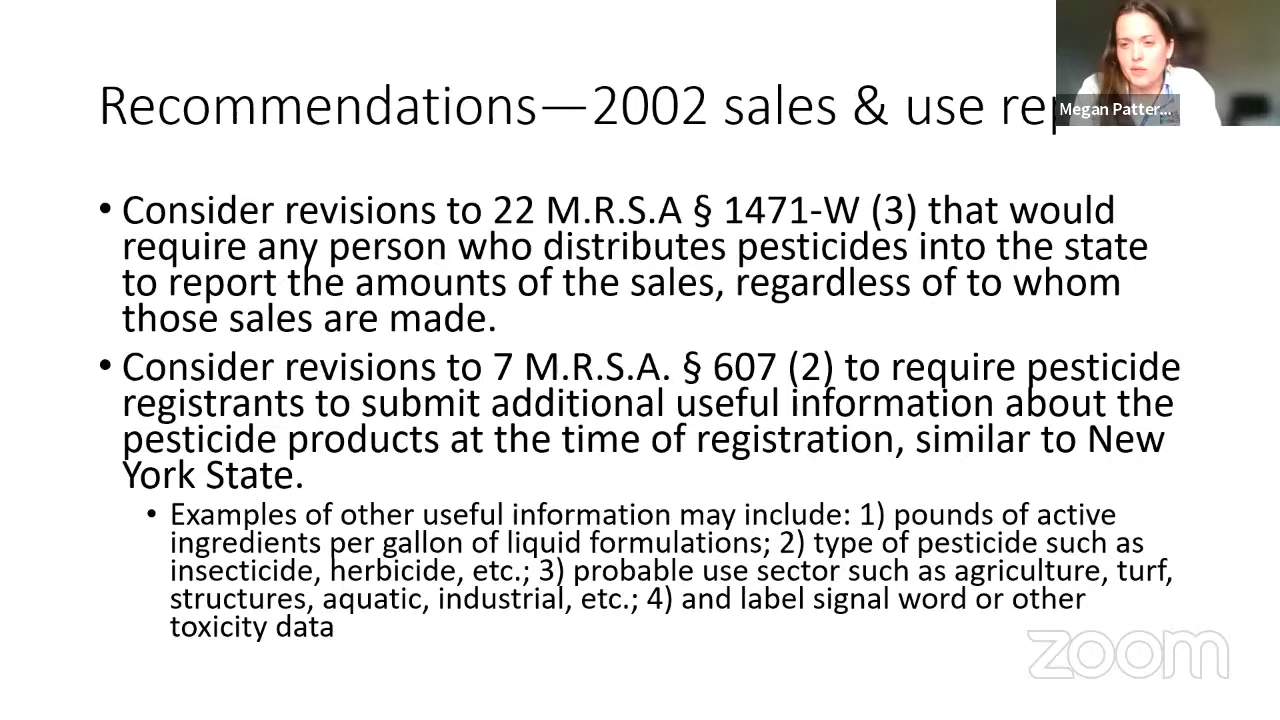 Recommendations—2002 sales & use rep
Megan Patter...
• Consider revisions to 22 M.R.S.A § 1471-W (3) that would
require any person who distributes pesticides into the state
to report the amounts of the sales, regardless of to whom
those sales are made.
• Consider revisions to 7 M.R.S.A. § 607 (2) to require pesticide
registrants to submit additional useful information about the
pesticide products at the time of registration, similar to New
York State.
• Examples of other useful information may include: 1) pounds of active
ingredients per gallon of liquid formulations; 2) type of pesticide such as
insecticide, herbicide, etc.; 3) probable use sector such as agriculture, turf,
structures, aquatic, industrial, etc.; 4) and label signal word or other
toxicity data
zoom